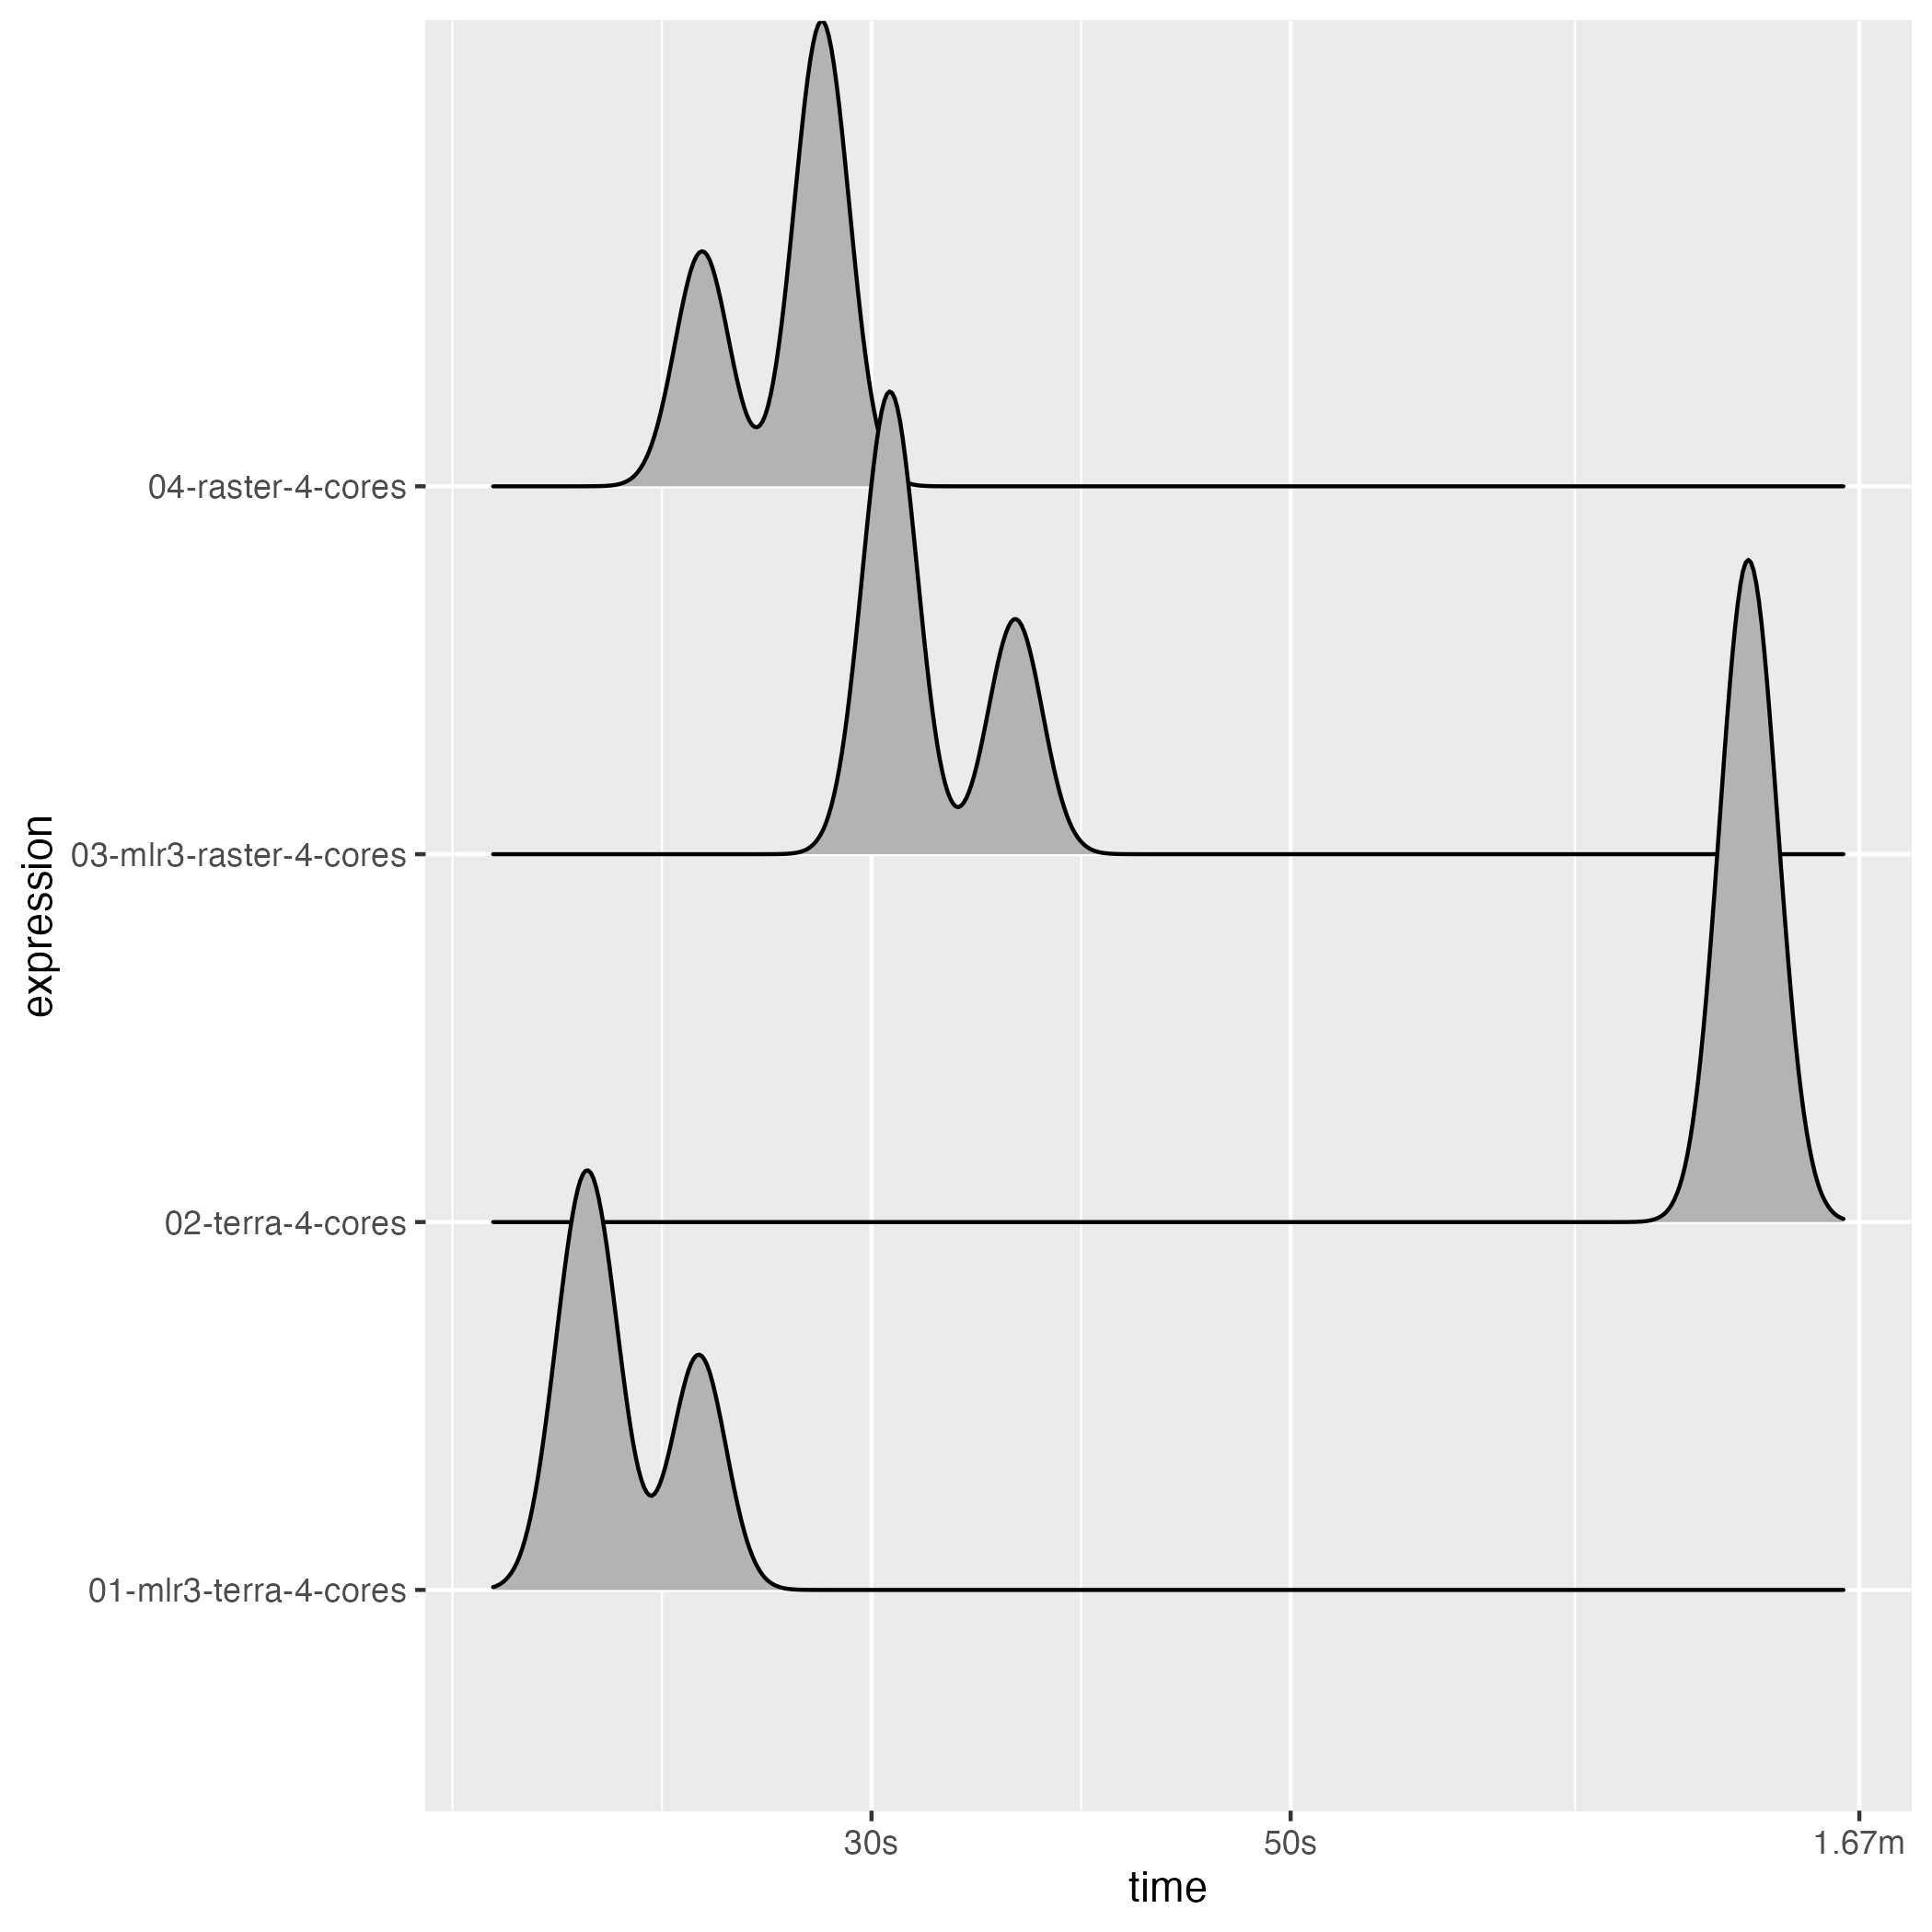 04-raster-4-cores
03-mlr3-raster-4-cores
02-terra-4-cores
01-mlr3-terra-4-cores
expression
30s
50s
1.67m
time